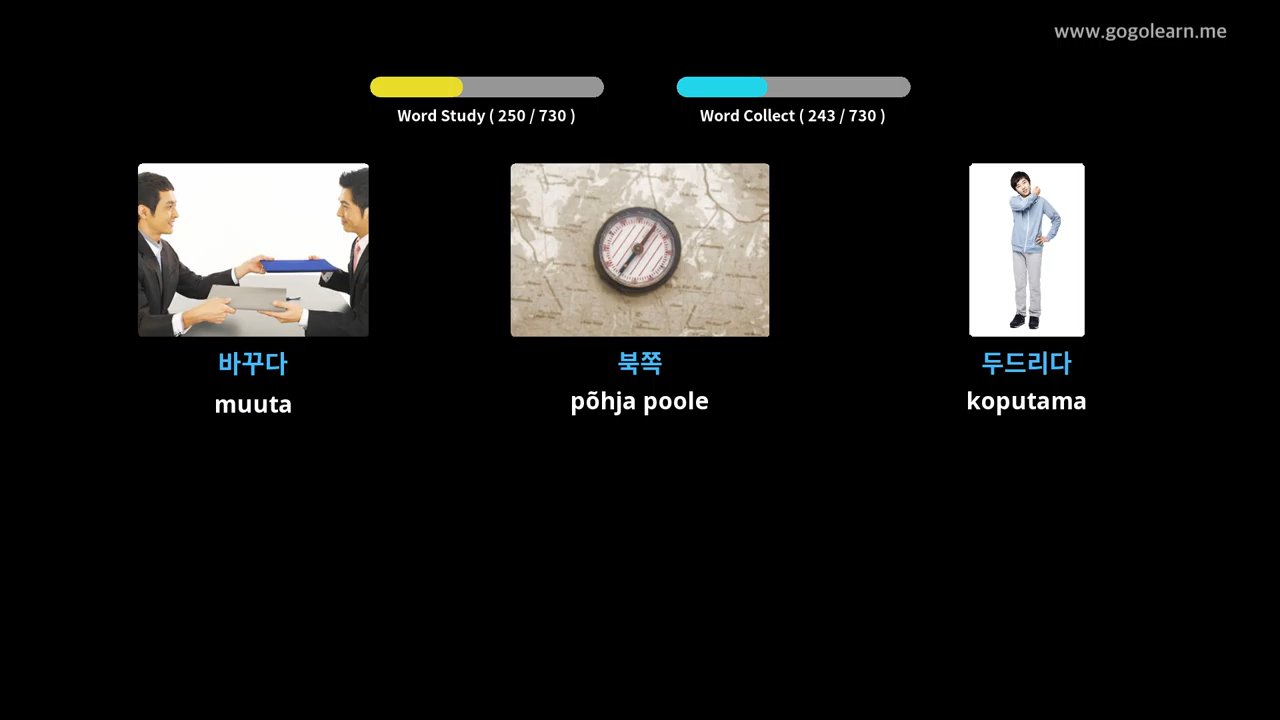 www.gogolearn.me
Word Study ( 250 / 730 )
Word Collect ( 243 / 730 )
바꾸다
muuta
북쪽
põhja poole
두드리다
koputama